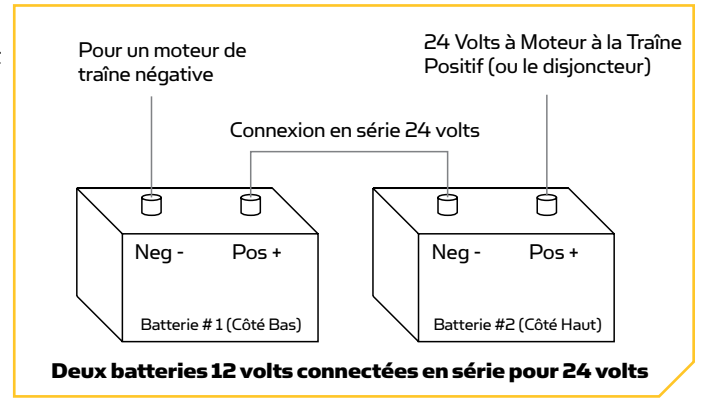 Pour un moteur de
traîne négative
24 Volts à Moteur à la Traîne
Positif (ou le disjoncteur)
Connexion en série 24 volts
Neg -
Pos +
Neg -
Pos +
Batterie # 1 (Côté Bas)
Batterie #2 (Côté Haut)
Deux batteries 12 volts connectées en série pour 24 volts